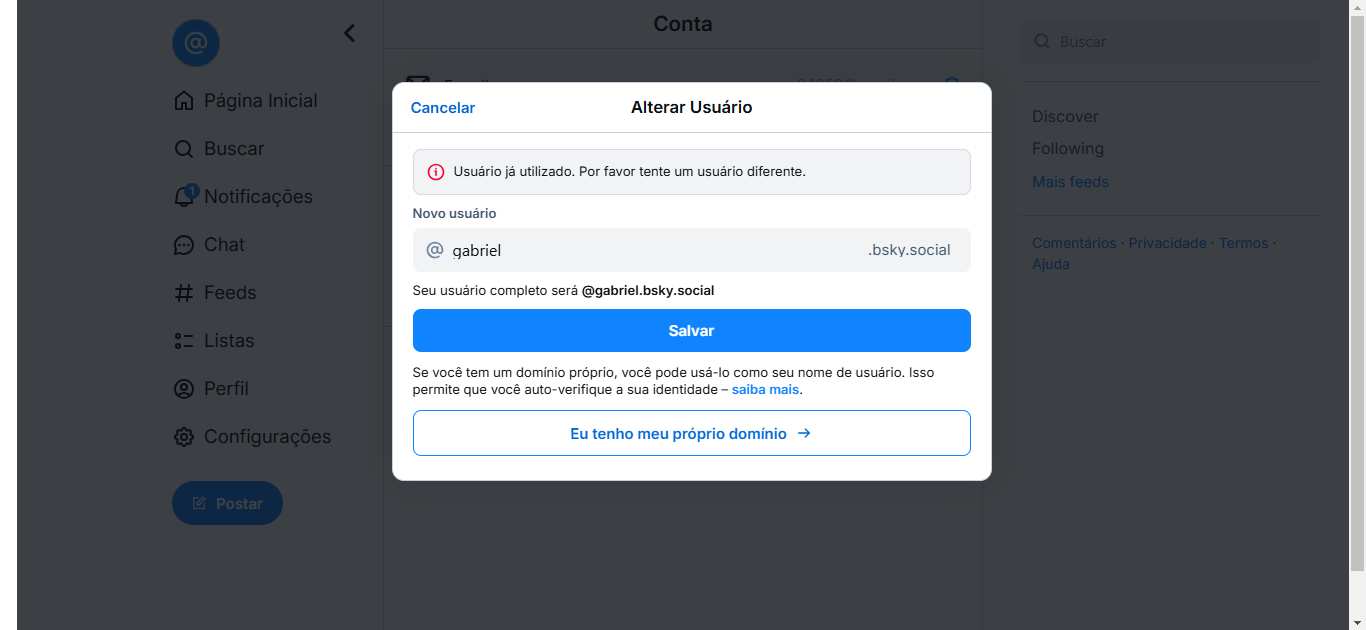 Conta
Buscar
Página Inicial
Buscar
1
Notificações
Chat
Feeds
Listas
Perfil
Configurações
Postar
Cancelar
Alterar Usuário
Usuário já utilizado. Por favor tente um usuário diferente.
Novo usuário
@ gabriel .bsky.social
Seu usuário completo será @gabriel.bsky.social
Salvar
Se você tem um domínio próprio, você pode usá-lo como seu nome de usuário. Isso
permite que você auto-verifique a sua identidade – saiba mais.
Eu tenho meu próprio domínio →
Discover
Following
Mais feeds
Comentários · Privacidade · Termos ·
Ajuda